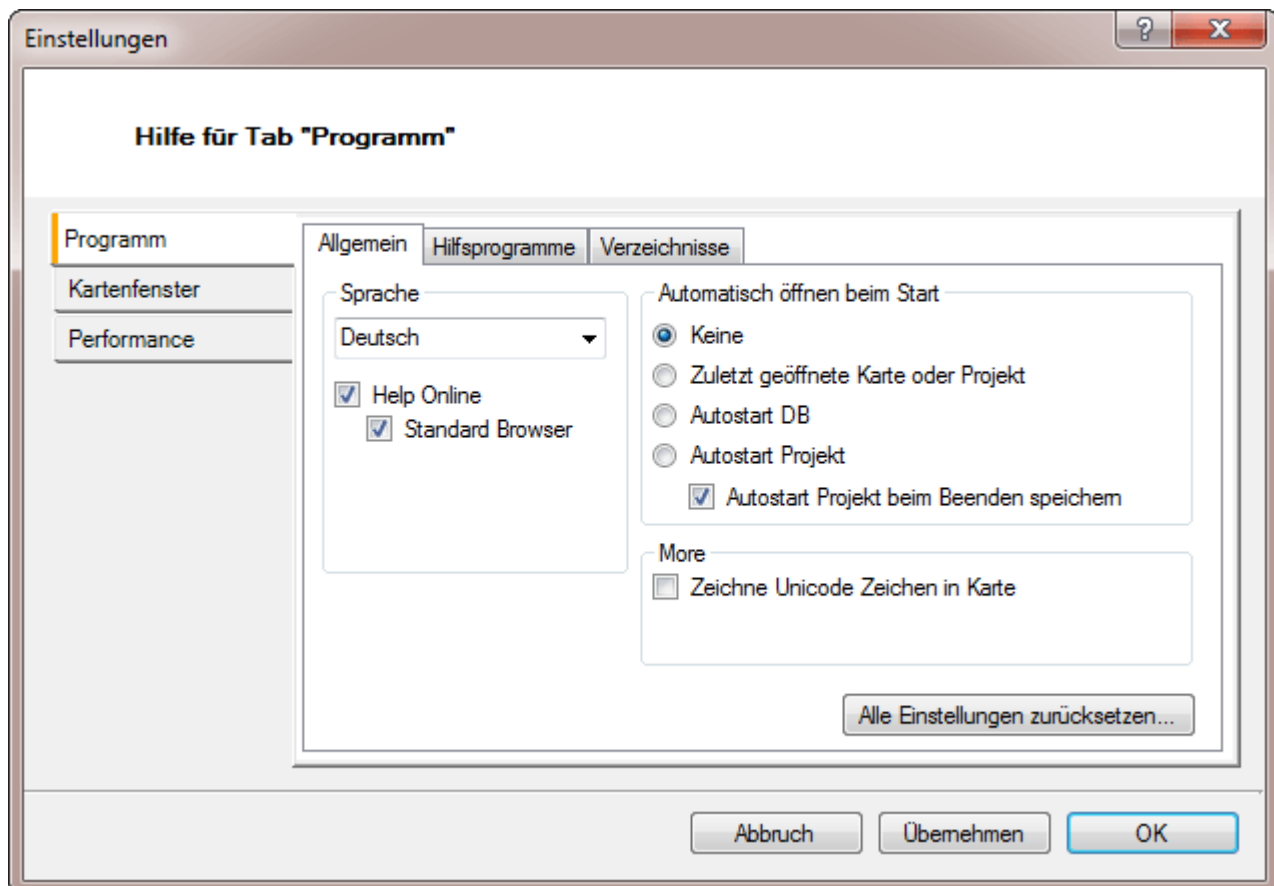 Einstellungen
Hilfe für Tab "Programm"
Programm
Kartenfenster
Performance
Allgemein Hilfsprogramme Verzeichnisse
Sprache
Deutsch
Help Online
Standard Browser
Automatisch öffnen beim Start
Keine
Zuletzt geöffnete Karte oder Projekt
Autostart DB
Autostart Projekt
Autostart Projekt beim Beenden speichern
More
Zeichne Unicode Zeichen in Karte
Alle Einstellungen zurücksetzen...
Abbruch Übernehmen OK